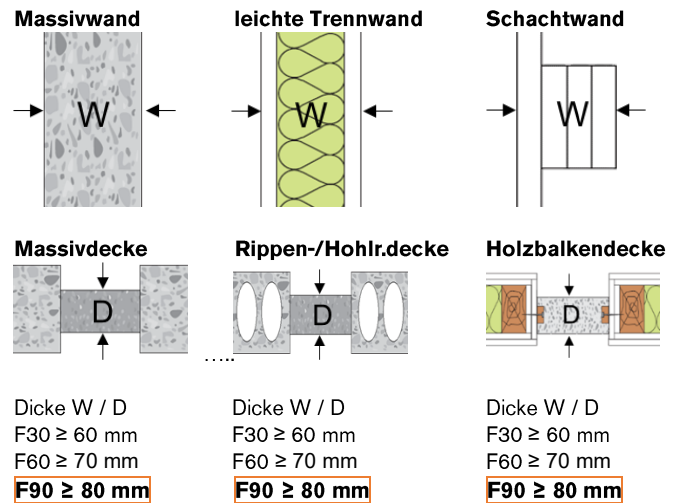 Massivwand leichte Trennwand Schachtwand
W W W
Massivdecke Rippen-/Hohlr.decke Holzbalkendecke
D D D
.....
Dicke W / D Dicke W / D Dicke W / D
F30 ≥ 60 mm F30 ≥ 60 mm F30 ≥ 60 mm
F60 ≥ 70 mm F60 ≥ 70 mm F60 ≥ 70 mm
F90 ≥ 80 mm F90 ≥ 80 mm F90 ≥ 80 mm